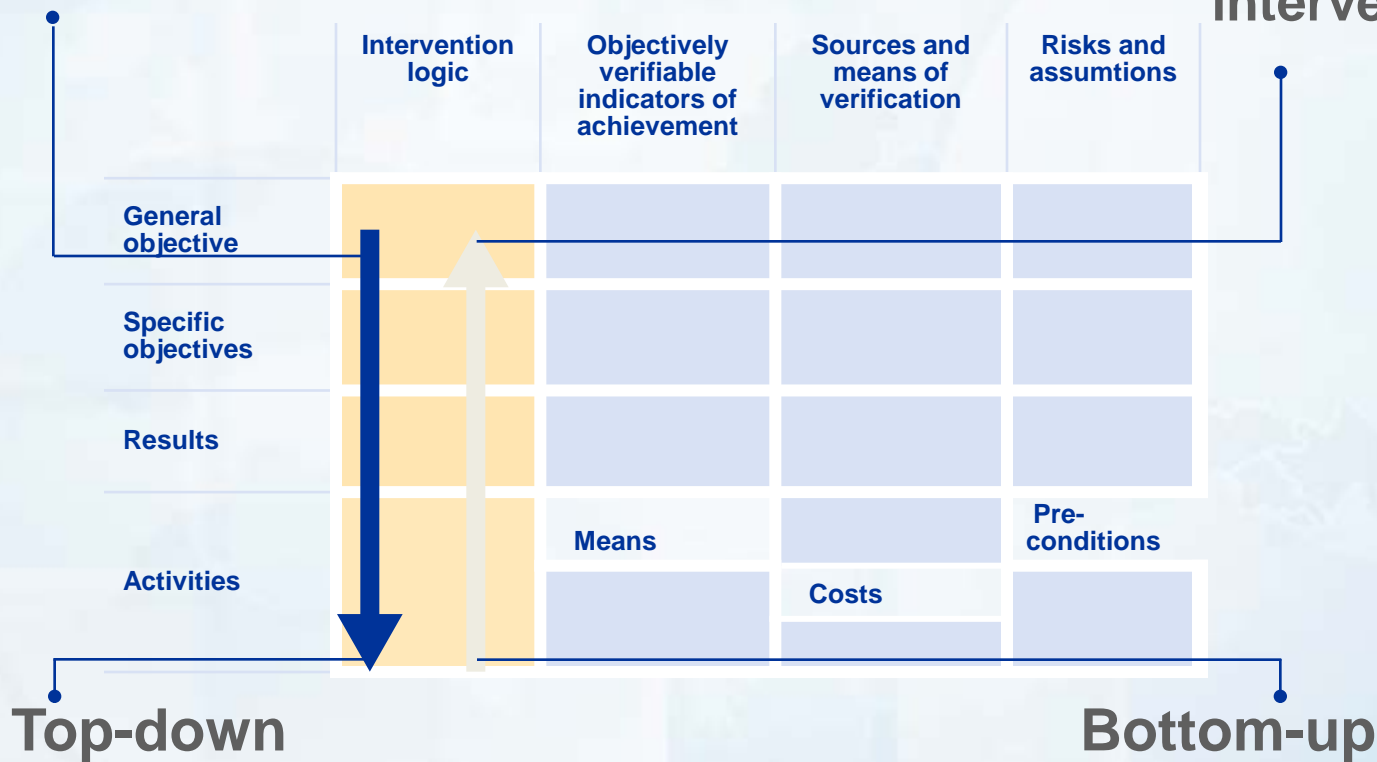 Intervention
logic
Objectively
verifiable
indicators of
achievement
Sources and
means of
verification
Risks and
assumtions
General
objective
Specific
objectives
Results
Activities
Means
Costs
Pre-
conditions
Top-down
Bottom-up